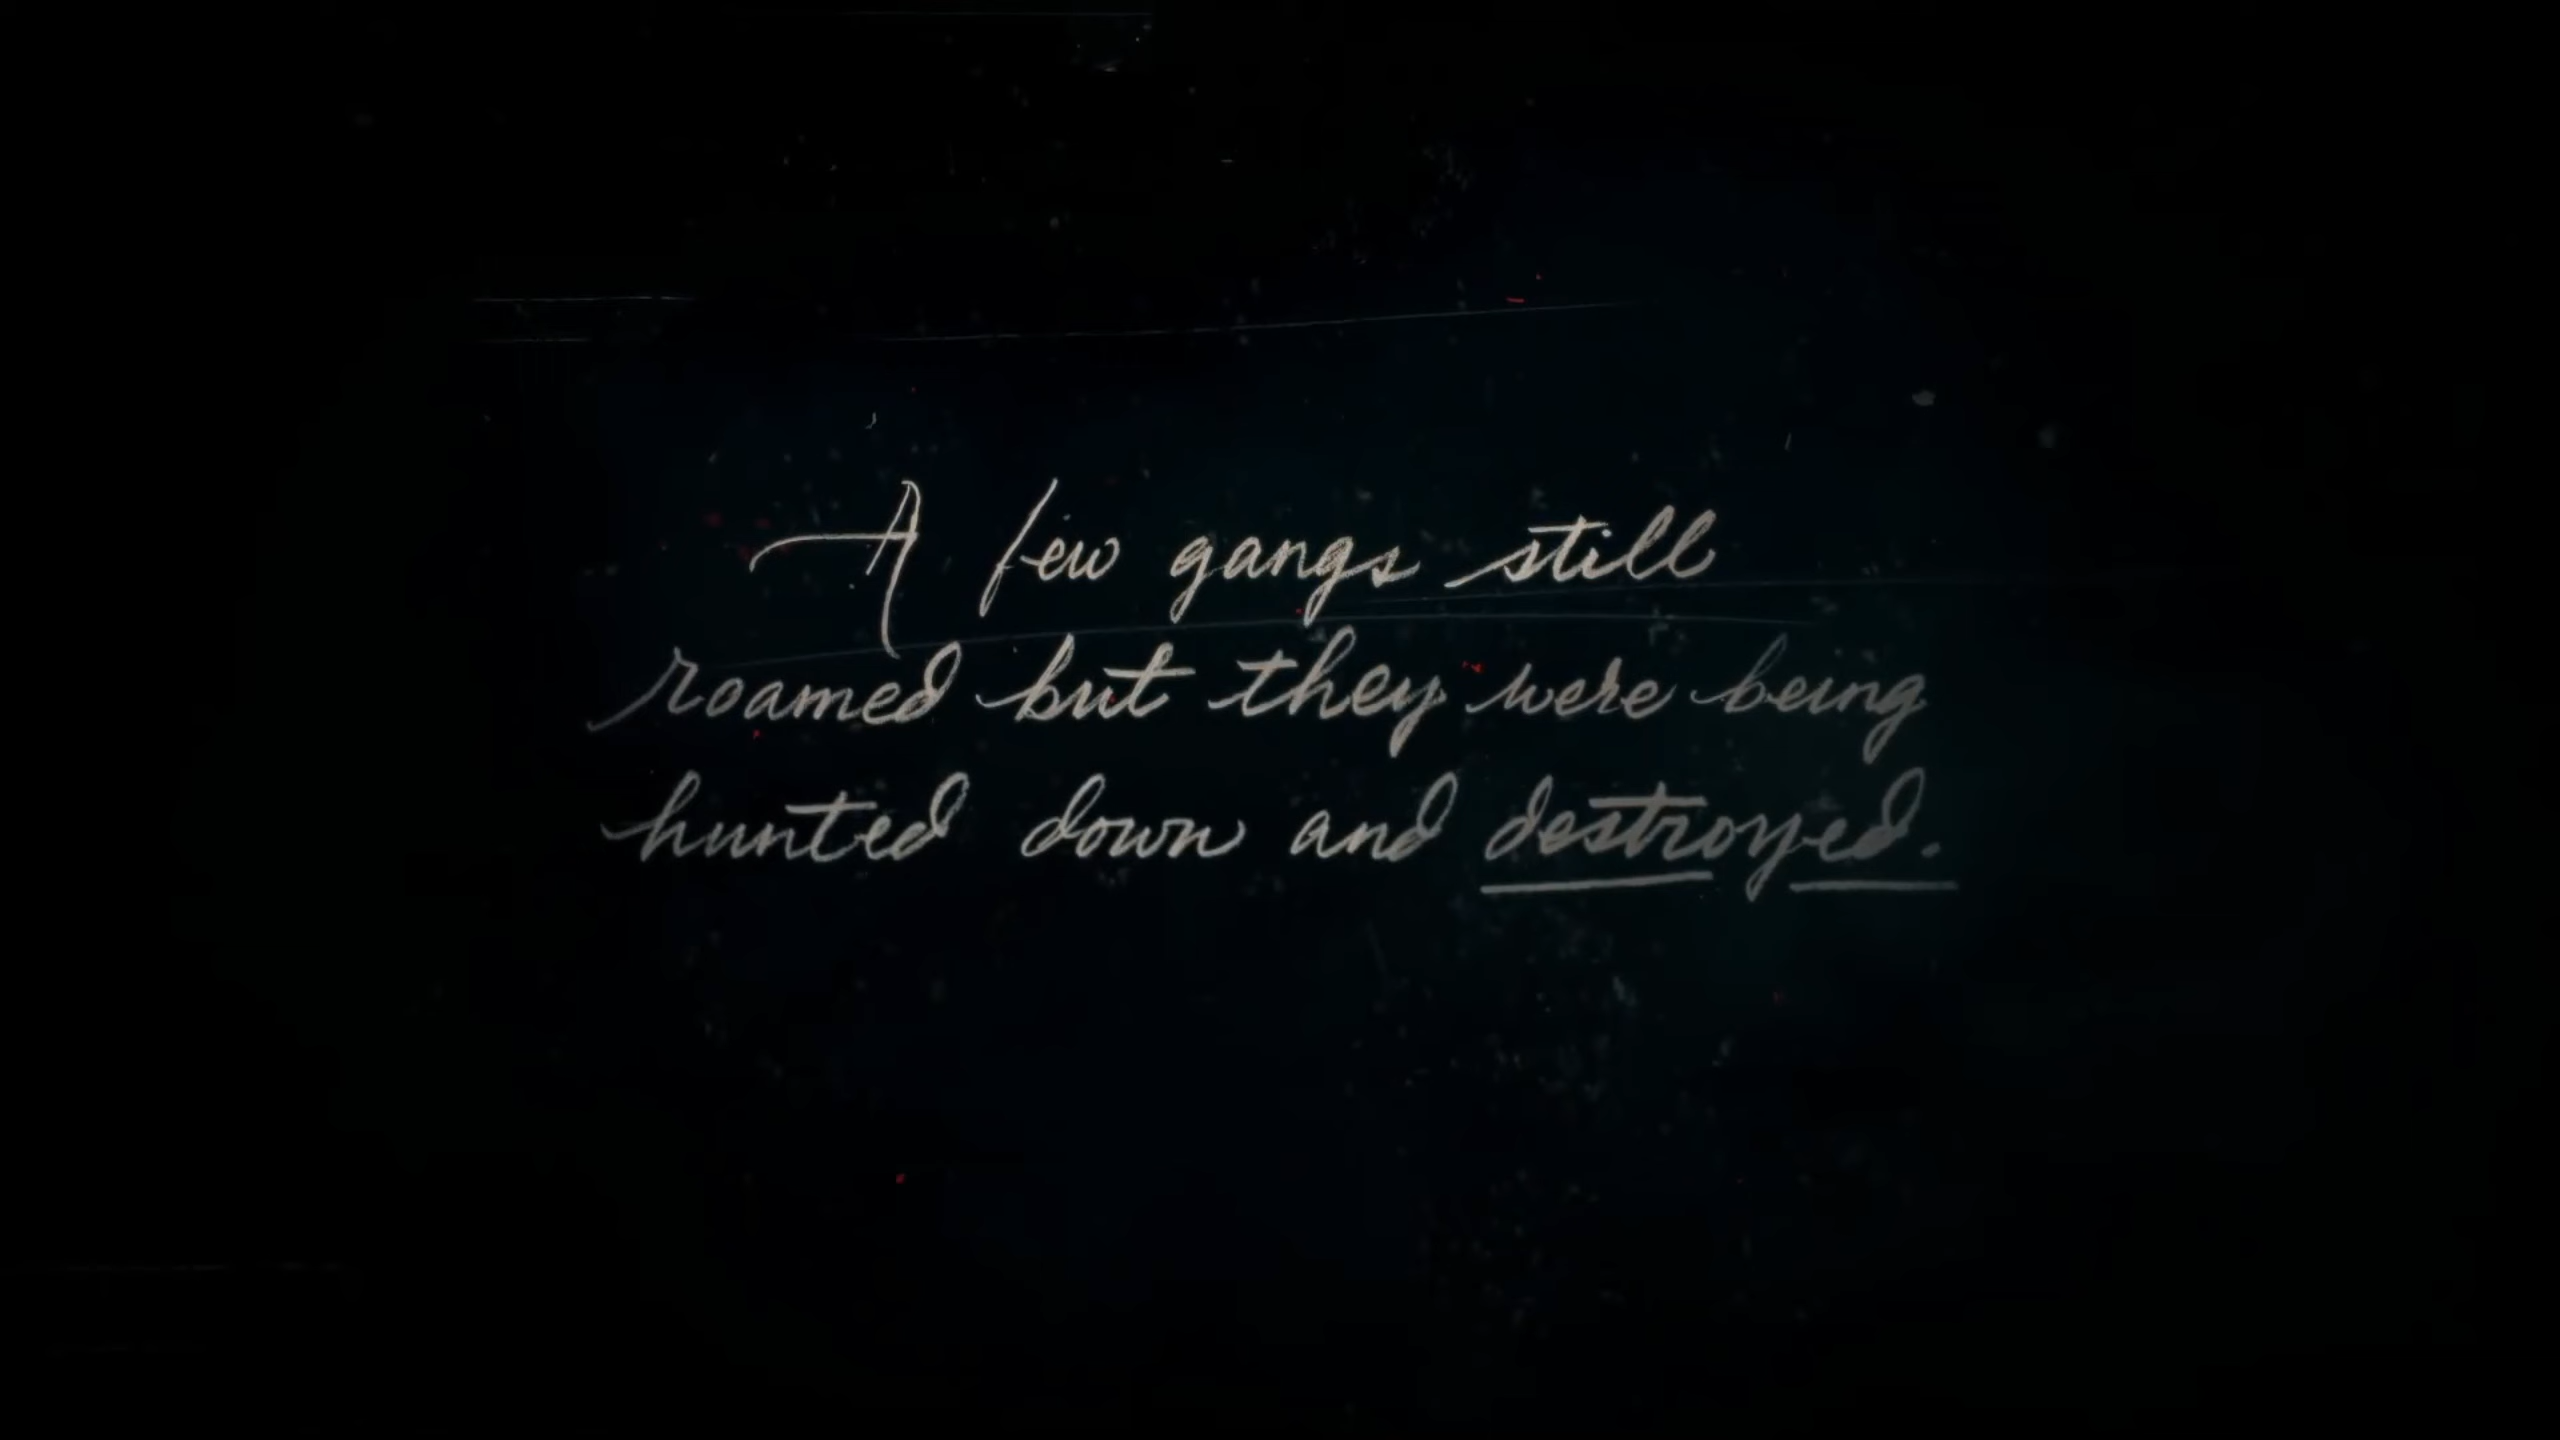 A few gangs still
roamed but they were being
hunted down and destroyed.